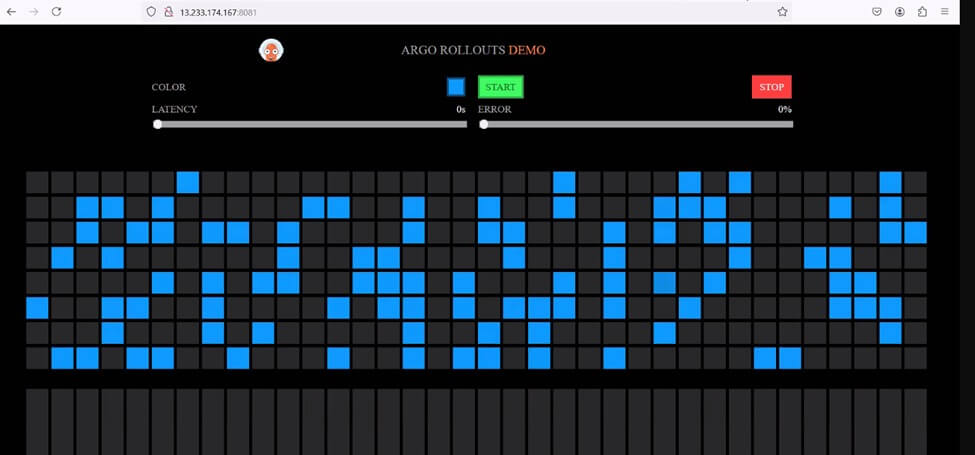 13.233.174.167:8081
ARGO ROLLOUTS DEMO
COLOR
START
STOP
LATENCY
0s
ERROR
0%